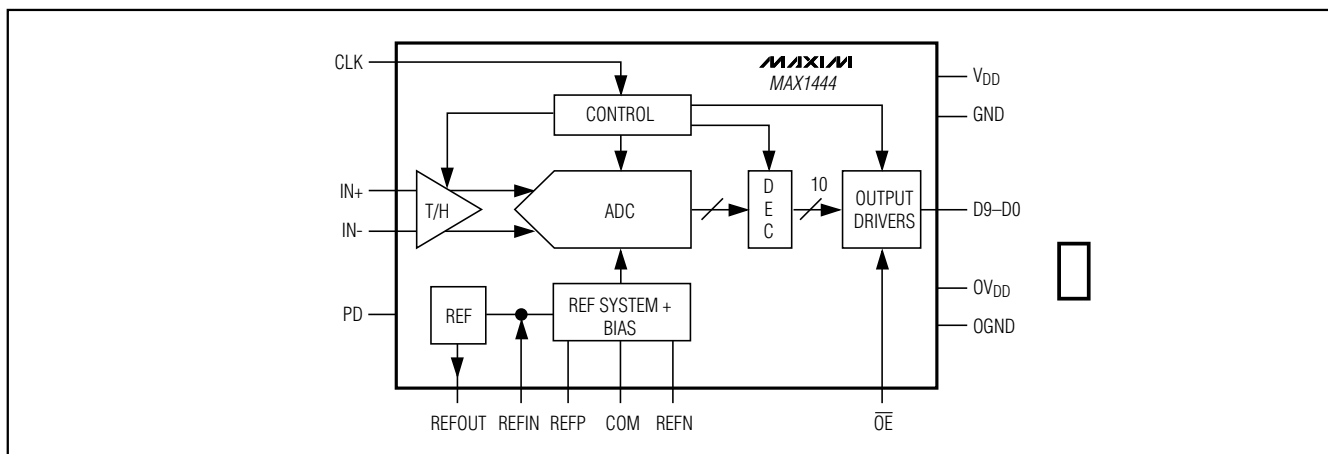 CLK
MAXIM
MAX1444
VDD
GND
CONTROL
IN+
IN-
T/H
ADC
D
E
C
10
OUTPUT
DRIVERS
D9–D0
PD
REF
REF SYSTEM +
BIAS
OVDD
OGND
REFOUT
REFIN
REFP
COM
REFN
OE